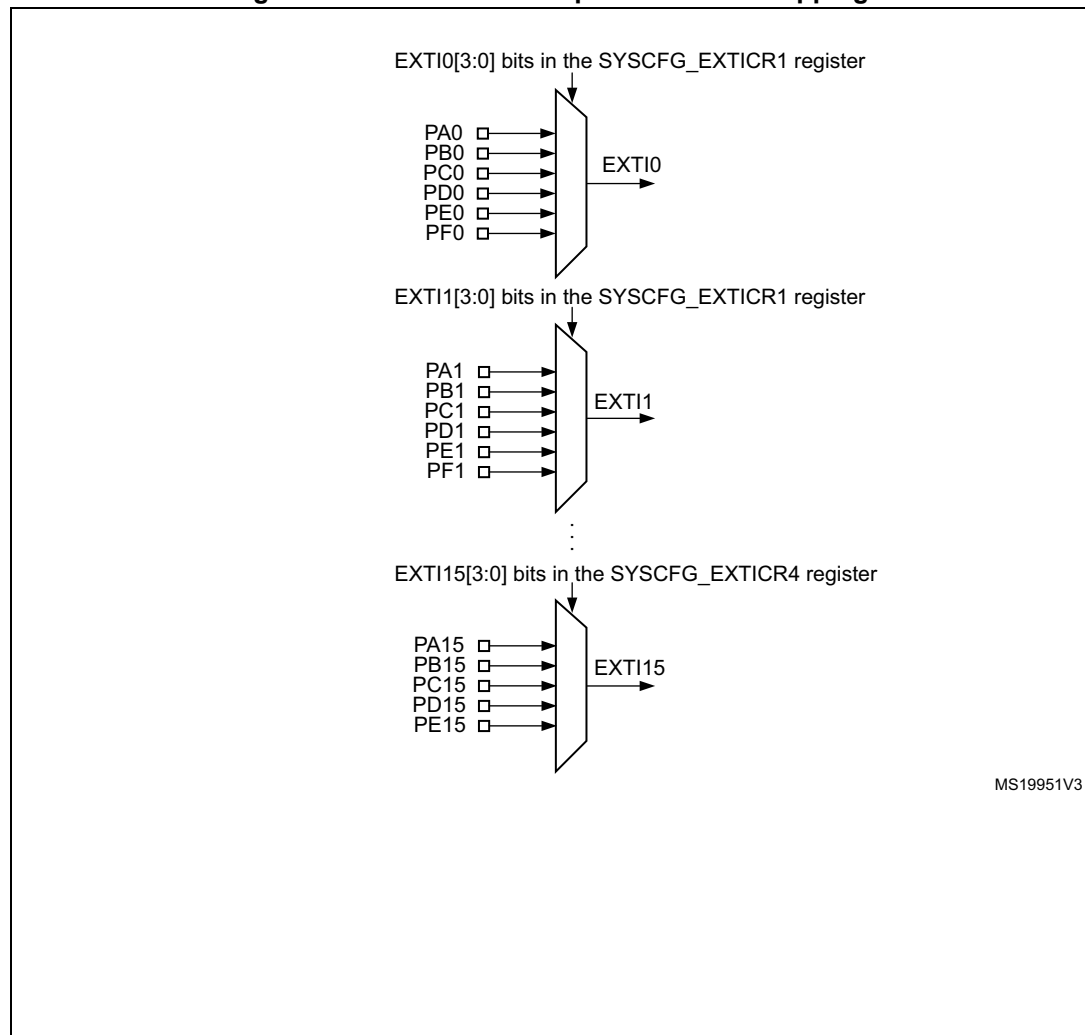 EXTI0[3:0] bits in the SYSCFG_EXTICR1 register
PA0
PB0
PC0
PD0
PE0
PF0
EXTI0
EXTI1[3:0] bits in the SYSCFG_EXTICR1 register
PA1
PB1
PC1
PD1
PE1
PF1
EXTI1
EXTI15[3:0] bits in the SYSCFG_EXTICR4 register
PA15
PB15
PC15
PD15
PE15
EXTI15
MS19951V3